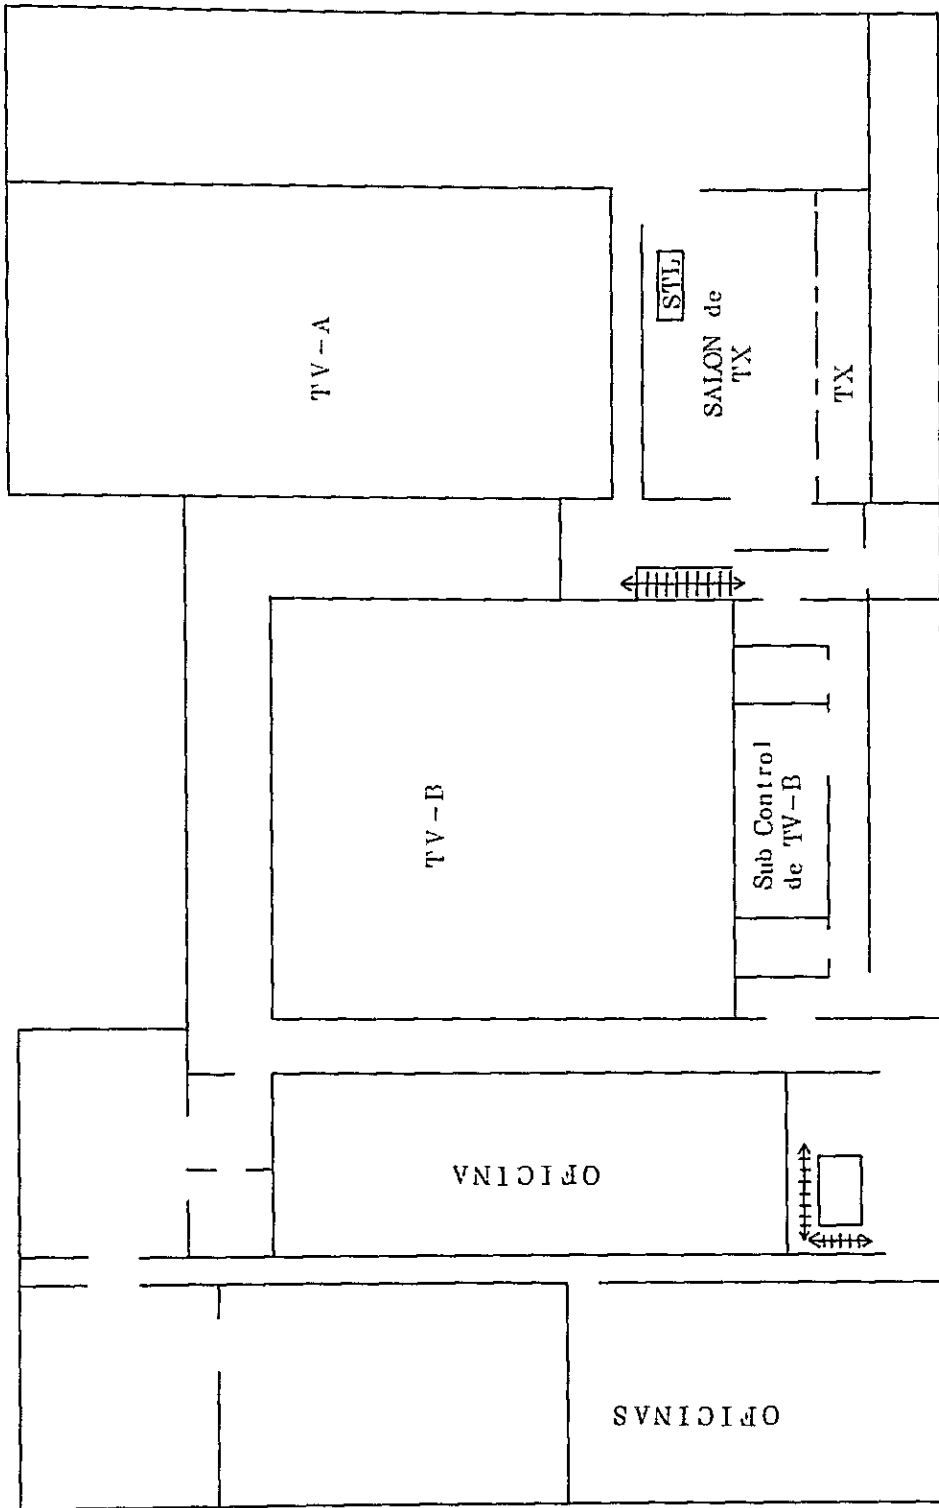 TV-A
STL
SALON de
TX
TX
TV-B
Sub Control
de TV-B
OFICINA
OFICINAS